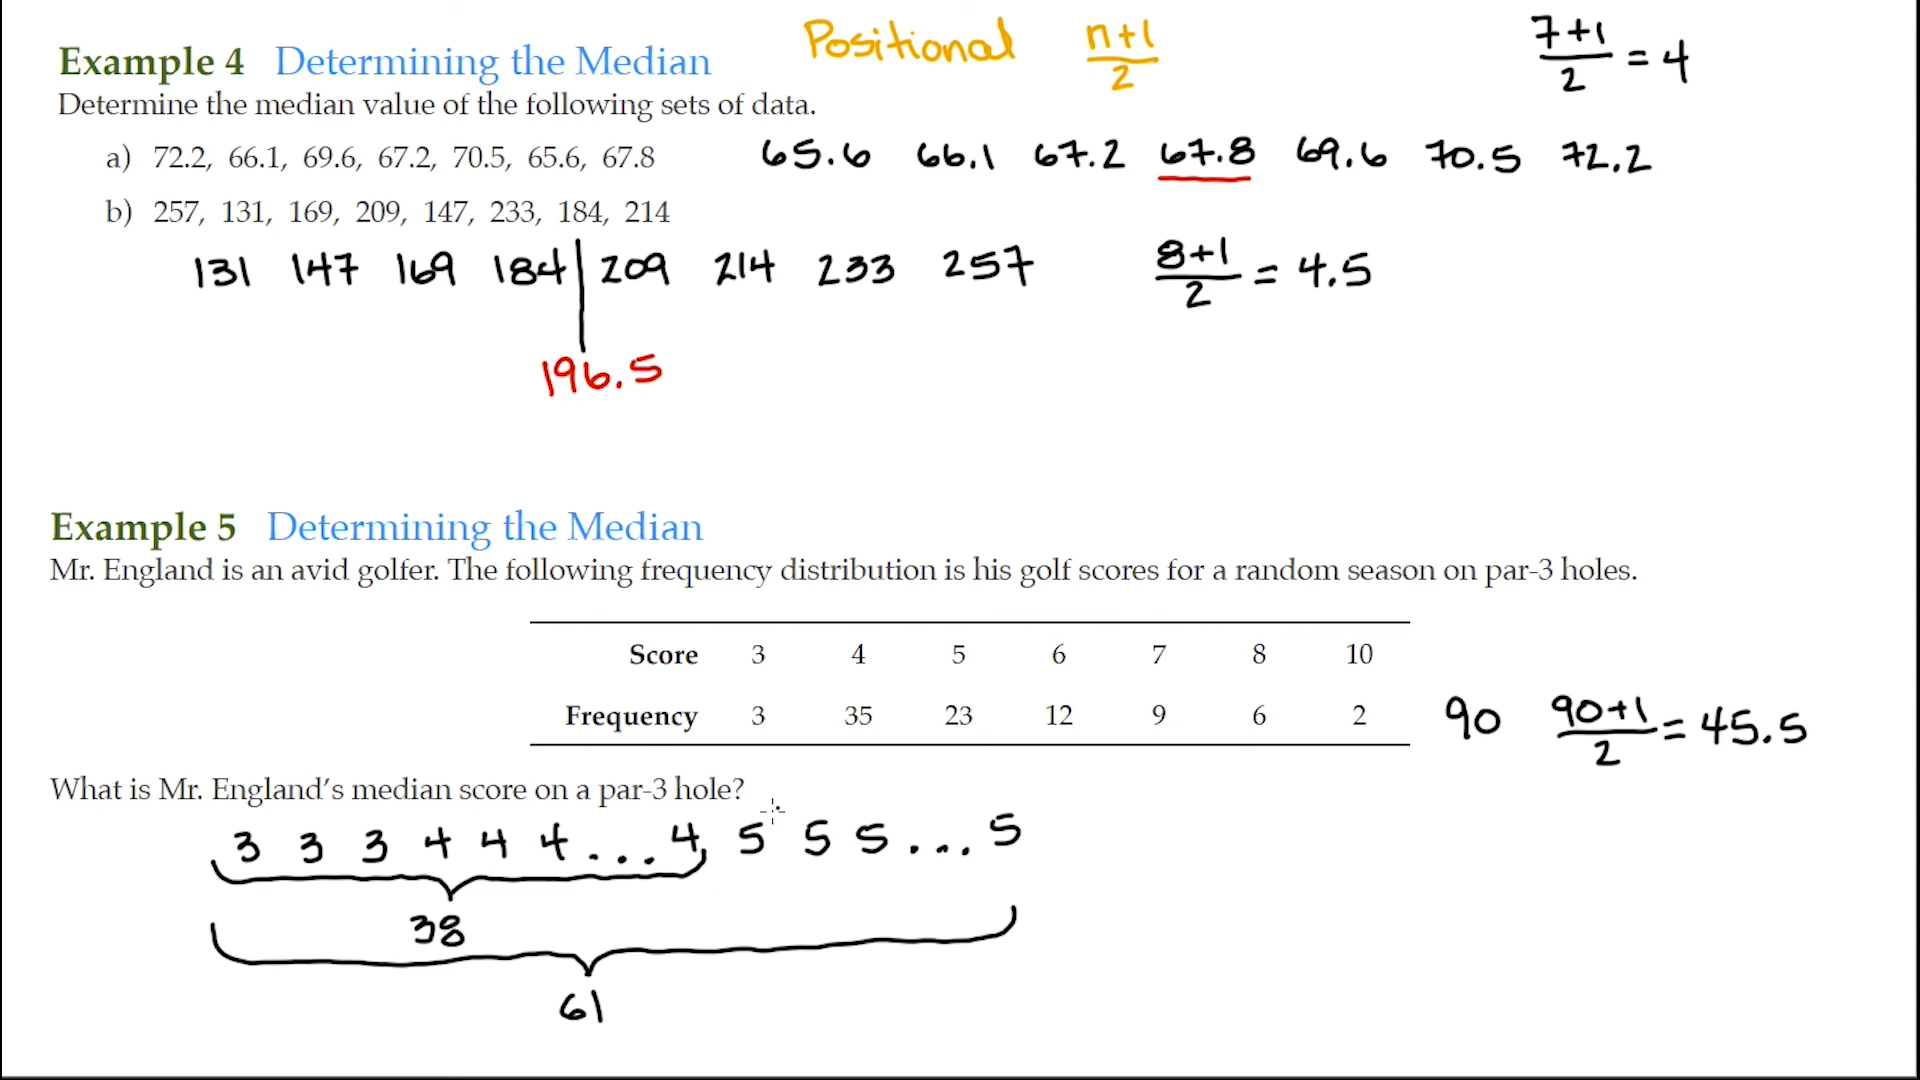 Positional n+1/2 7+1/2 = 4
Example 4 Determining the Median
Determine the median value of the following sets of data.
a) 72.2, 66.1, 69.6, 67.2, 70.5, 65.6, 67.8
65.6 66.1 67.2 67.8 69.6 70.5 72.2
b) 257, 131, 169, 209, 147, 233, 184, 214
131 147 169 184 | 209 214 233 257 8+1/2 = 4.5
196.5
Example 5 Determining the Median
Mr. England is an avid golfer. The following frequency distribution is his golf scores for a random season on par-3 holes.
Score 3 4 5 6 7 8 10
Frequency 3 35 23 12 9 6 2
90 90+1/2 = 45.5
What is Mr. England's median score on a par-3 hole?
3 3 3 4 4 4 ... 4, 5 5 5 ... 5
38
61